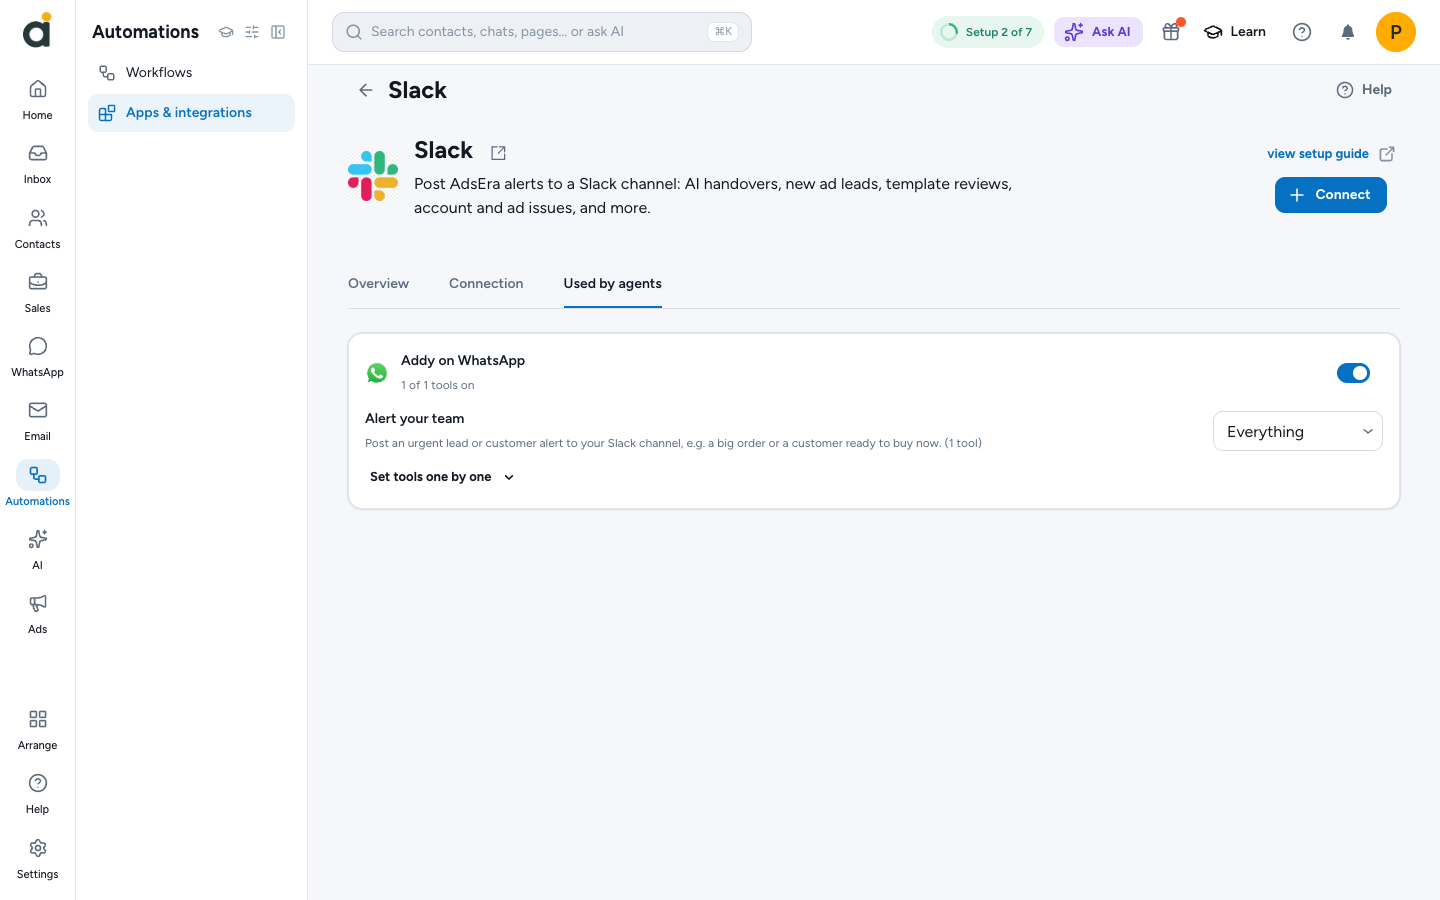 Automations
Search contacts, chats, pages... or ask AI
⌘K
Setup 2 of 7
Ask AI
Learn
P
Home
Inbox
Contacts
Sales
WhatsApp
Email
Automations
AI
Ads
Arrange
Help
Settings
Workflows
Apps & integrations
Slack
Help
Slack
Post AdsEra alerts to a Slack channel: AI handovers, new ad leads, template reviews,
account and ad issues, and more.
view setup guide
Connect
Overview
Connection
Used by agents
Addy on WhatsApp
1 of 1 tools on
Alert your team
Post an urgent lead or customer alert to your Slack channel, e.g. a big order or a customer ready to buy now. (1 tool)
Everything
Set tools one by one